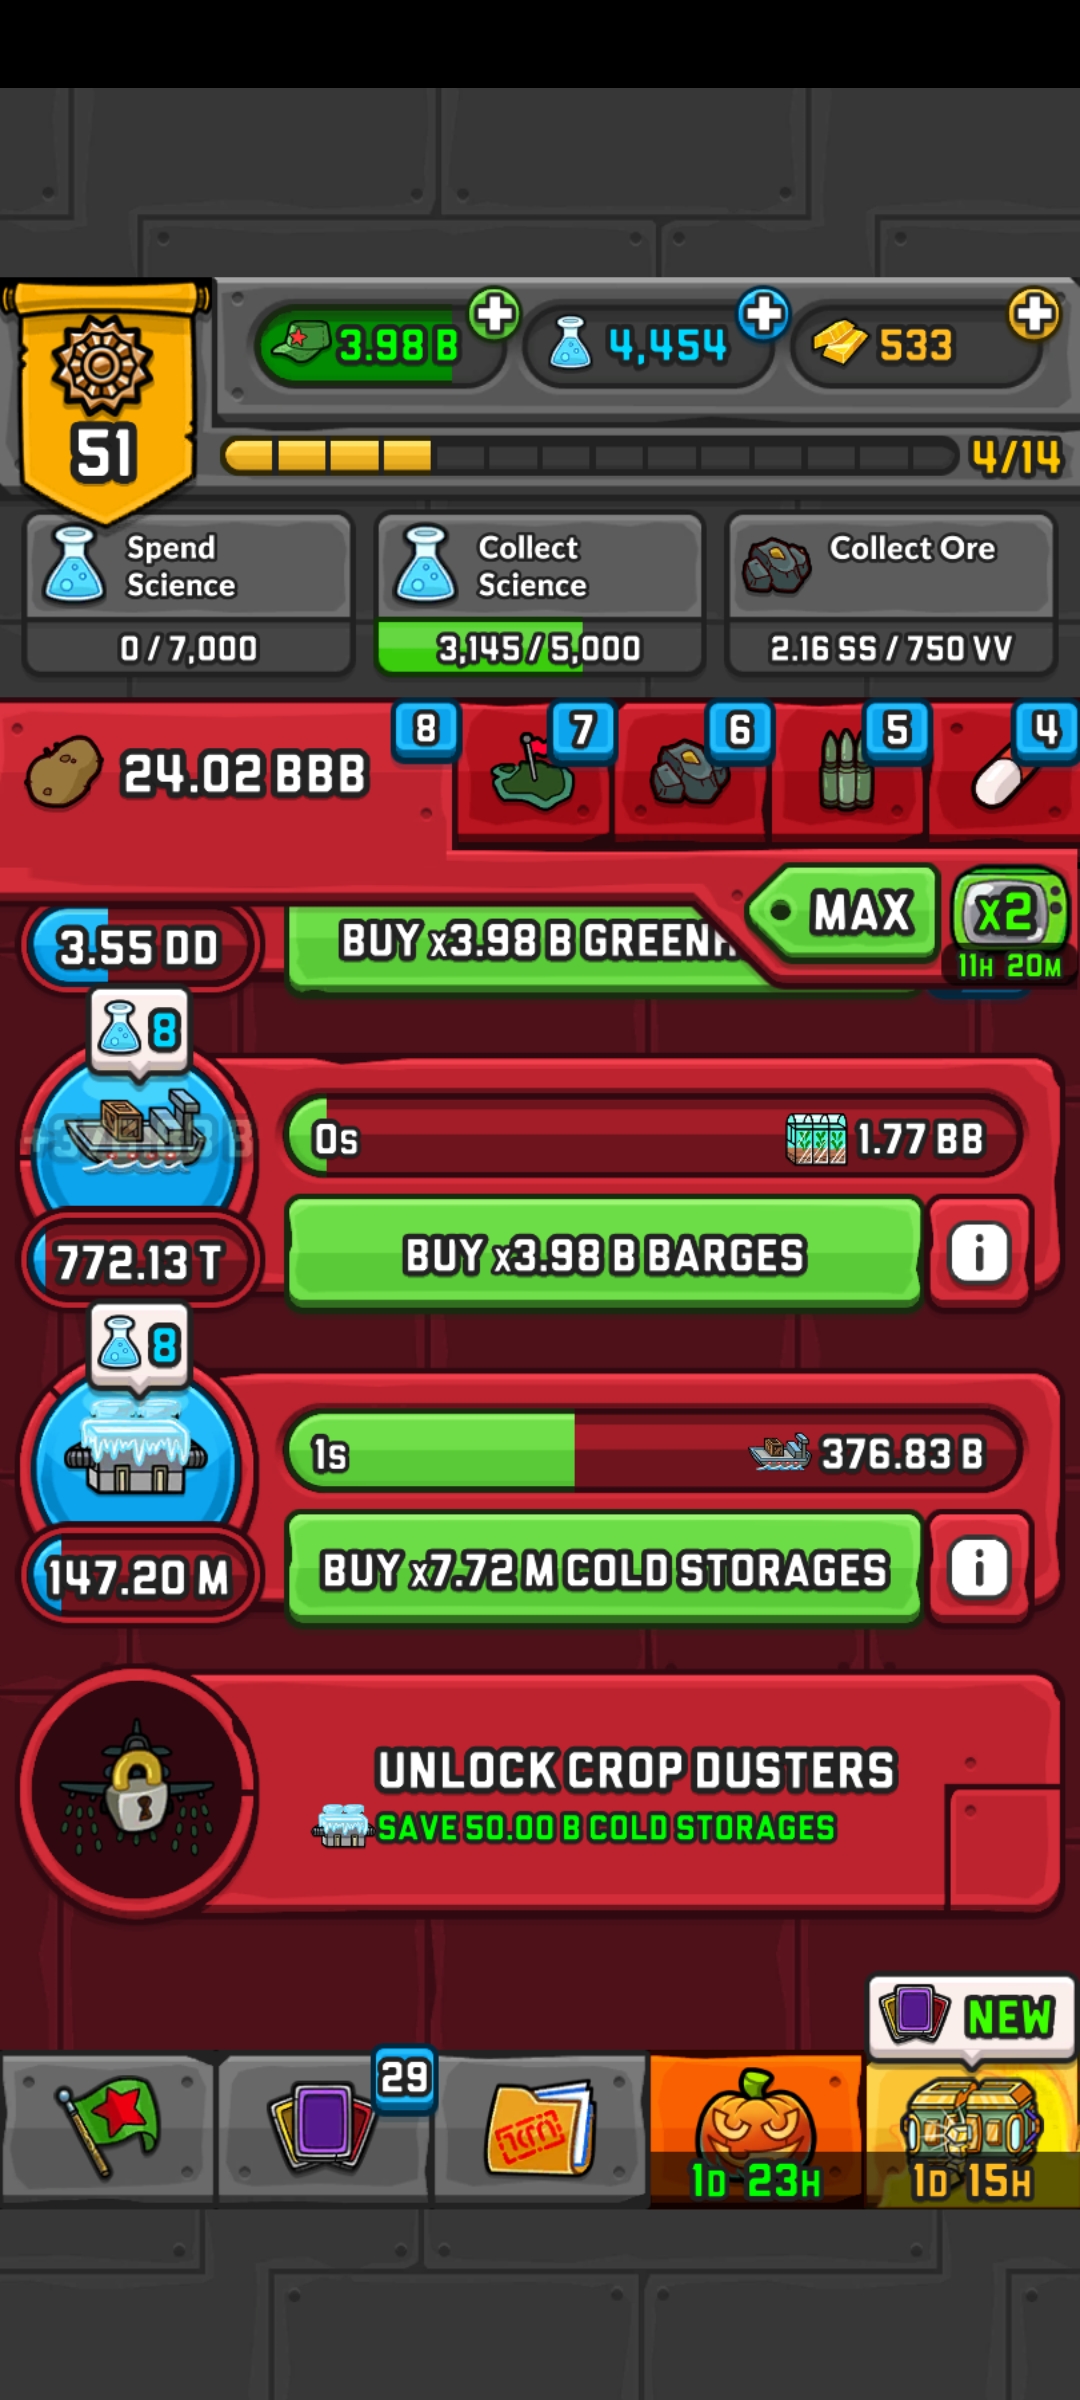 3.98 B
4,454
533
51
4/14
Spend
Science
0 / 7,000
Collect
Science
3,145 / 5,000
Collect Ore
2.16 SS / 750 VV
24.02 BBB
8
7
6
5
4
MAX
x2
11H 20M
3.55 DD
BUY x3.98 B
8
0s
1.77 BB
772.13 T
BUY x3.98 B BARGES
i
8
1s
376.83 B
147.20 M
BUY x7.72 M COLD STORAGES
i
UNLOCK CROP DUSTERS
SAVE 50.00 B COLD STORAGES
NEW
29
1D 23H
1D 15H